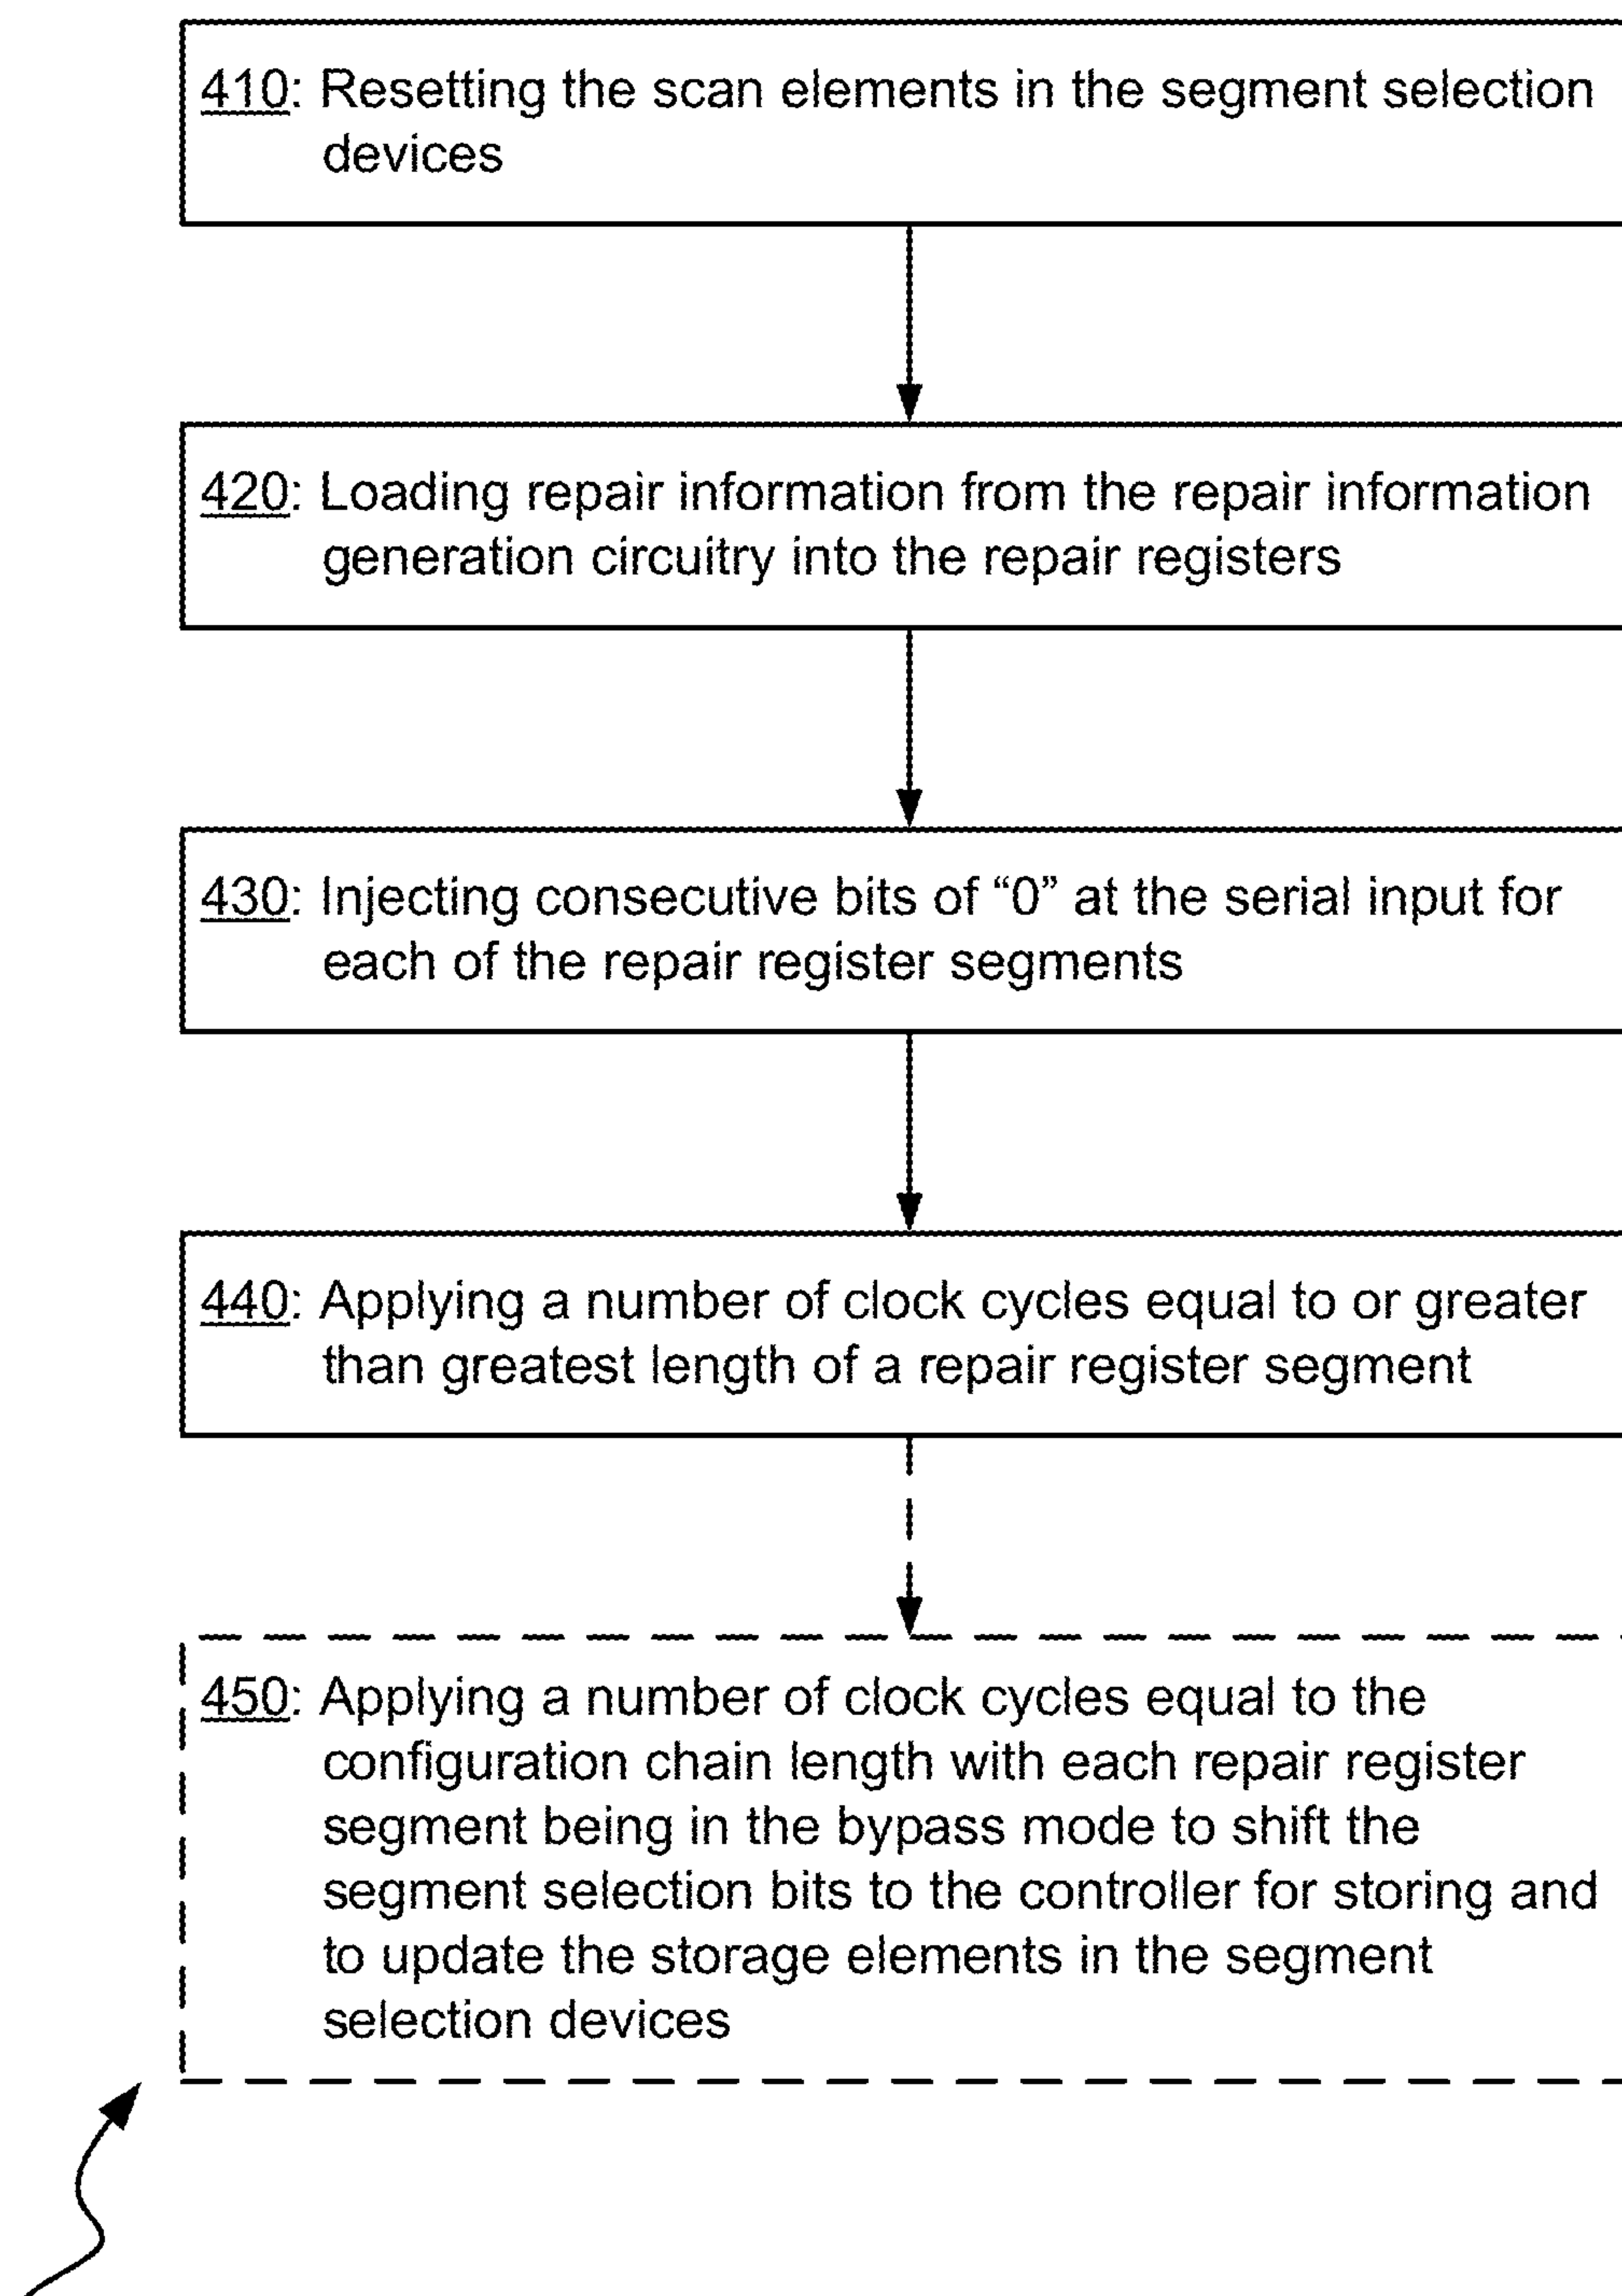 410: Resetting the scan elements in the segment selection
devices
420: Loading repair information from the repair information
generation circuitry into the repair registers
430: Injecting consecutive bits of “0” at the serial input for
each of the repair register segments
440: Applying a number of clock cycles equal to or greater
than greatest length of a repair register segment
450: Applying a number of clock cycles equal to the
configuration chain length with each repair register
segment being in the bypass mode to shift the
segment selection bits to the controller for storing and
to update the storage elements in the segment
selection devices